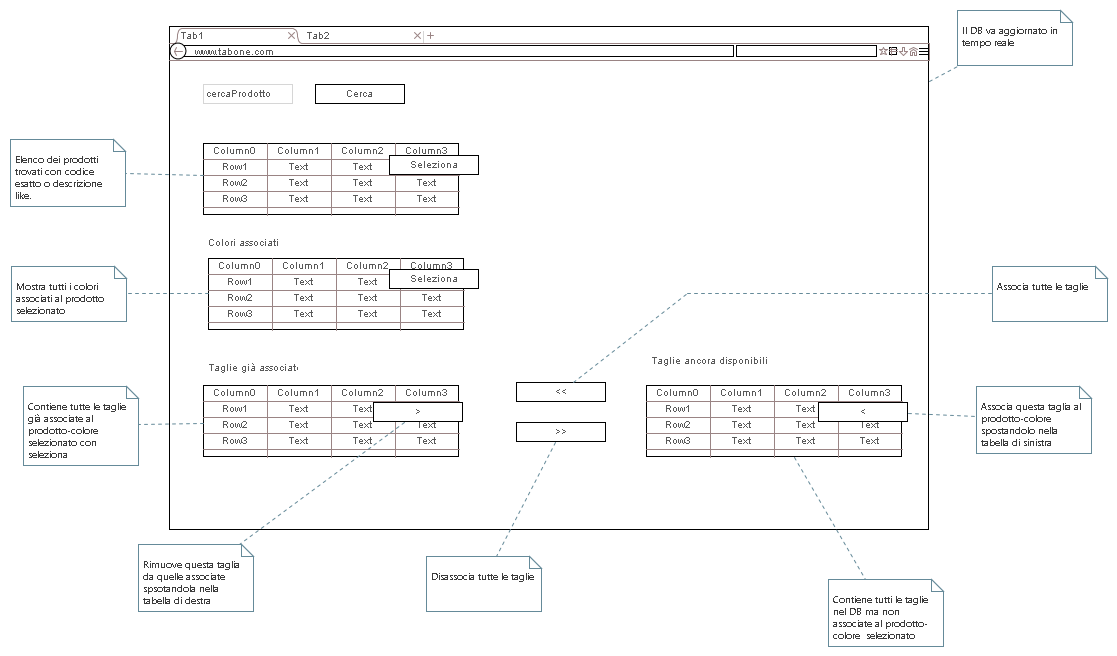 Tab1
Tab2
www.tabone.com
Il DB va aggiornato in
tempo reale
cercaProdotto
Cerca
Elenco dei prodotti
trovati con codice
esatto o descrizione
like.
Column0 Column1 Column2 Column3
Row1 Text Text Seleziona
Row2 Text Text Text
Row3 Text Text Text
Colori associati
Mostra tutti i colori
associati al prodotto
selezionato
Column0 Column1 Column2 Column3
Row1 Text Text Seleziona
Row2 Text Text Text
Row3 Text Text Text
Associa tutte le taglie
Taglie già associate
Contiene tutte le taglie
già associate al
prodotto-colore
selezionato con
seleziona
Column0 Column1 Column2 Column3
Row1 Text Text >
Row2 Text Text Text
Row3 Text Text Text
<<
>>
Taglie ancora disponibili
Column0 Column1 Column2 Column3
Row1 Text Text <
Row2 Text Text Text
Row3 Text Text Text
Associa questa taglia al
prodotto-colore
spostandolo nella
tabella di sinistra
Rimuove questa taglia
da quelle associate
spsotandola nella
tabella di destra
Disassocia tutte le taglie
Contiene tutti le taglie
nel DB ma non
associate al prodotto-
colore selezionato